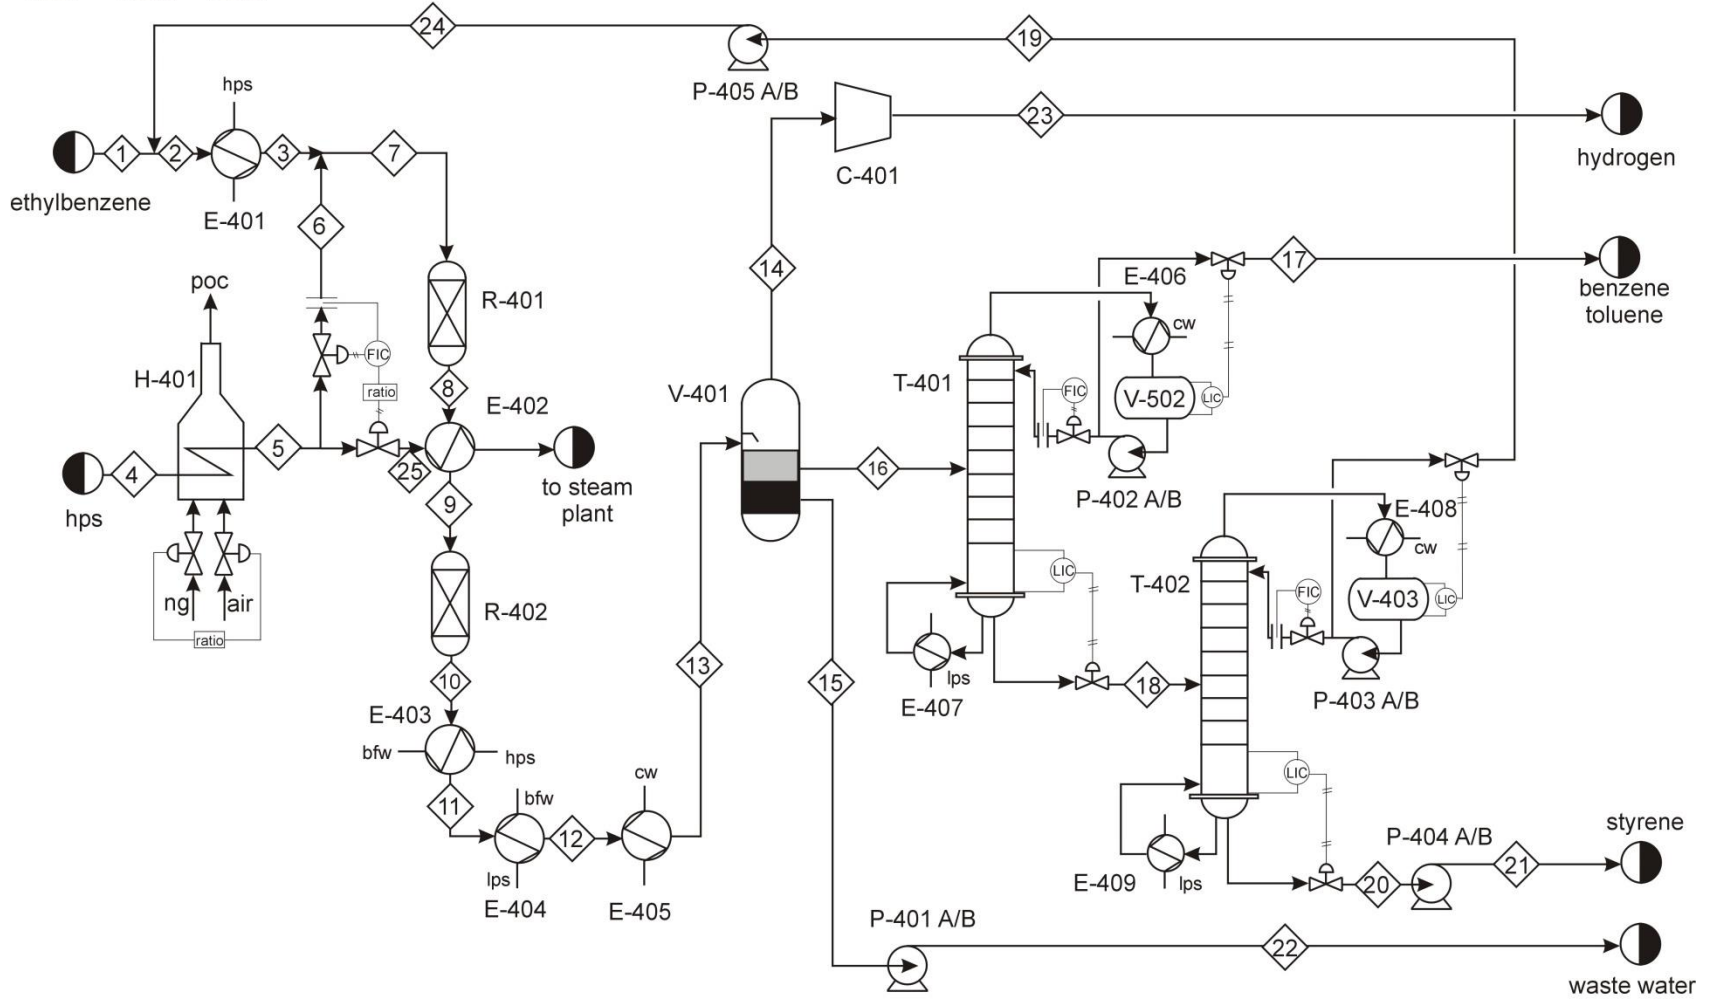 24
19
P-405 A/B
hps
23
C-401
hydrogen
1
2
3
7
ethylbenzene
E-401
6
14
17
E-406
benzene
toluene
poc
R-401
cw
FIC
H-401
ratio
8
V-401
T-401
FIC
V-502
LIC
E-402
5
25
4
hps
to steam
plant
16
P-402 A/B
9
E-408
cw
LIC
T-402
FIC
V-403
LIC
ng
air
ratio
R-402
13
15
E-407
lps
18
P-403 A/B
10
E-403
bfw
hps
11
bfw
12
cw
lps
E-404
E-405
LIC
P-404 A/B
styrene
E-409
lps
20
21
P-401 A/B
22
waste water